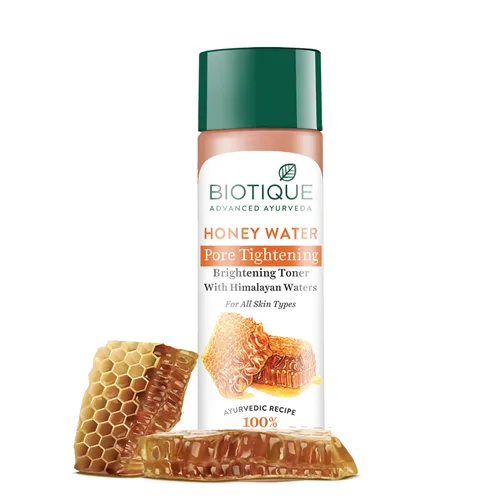 BIOTIQUE
ADVANCED AYURVEDA
HONEY WATER
Pore Tightening
Brightening Toner
With Himalayan Waters
For All Skin Types
AYURVEDIC RECIPE
100%